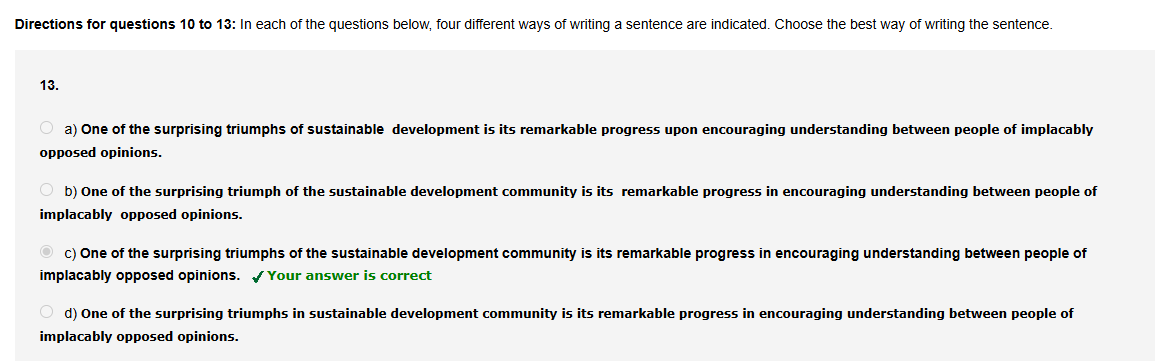 Directions for questions 10 to 13: In each of the questions below, four different ways of writing a sentence are indicated. Choose the best way of writing the sentence.
13.
a) One of the surprising triumphs of sustainable development is its remarkable progress upon encouraging understanding between people of implacably
opposed opinions.
b) One of the surprising triumph of the sustainable development community is its remarkable progress in encouraging understanding between people of
implacably opposed opinions.
c) One of the surprising triumphs of the sustainable development community is its remarkable progress in encouraging understanding between people of
implacably opposed opinions. ✓Your answer is correct
d) One of the surprising triumphs in sustainable development community is its remarkable progress in encouraging understanding between people of
implacably opposed opinions.